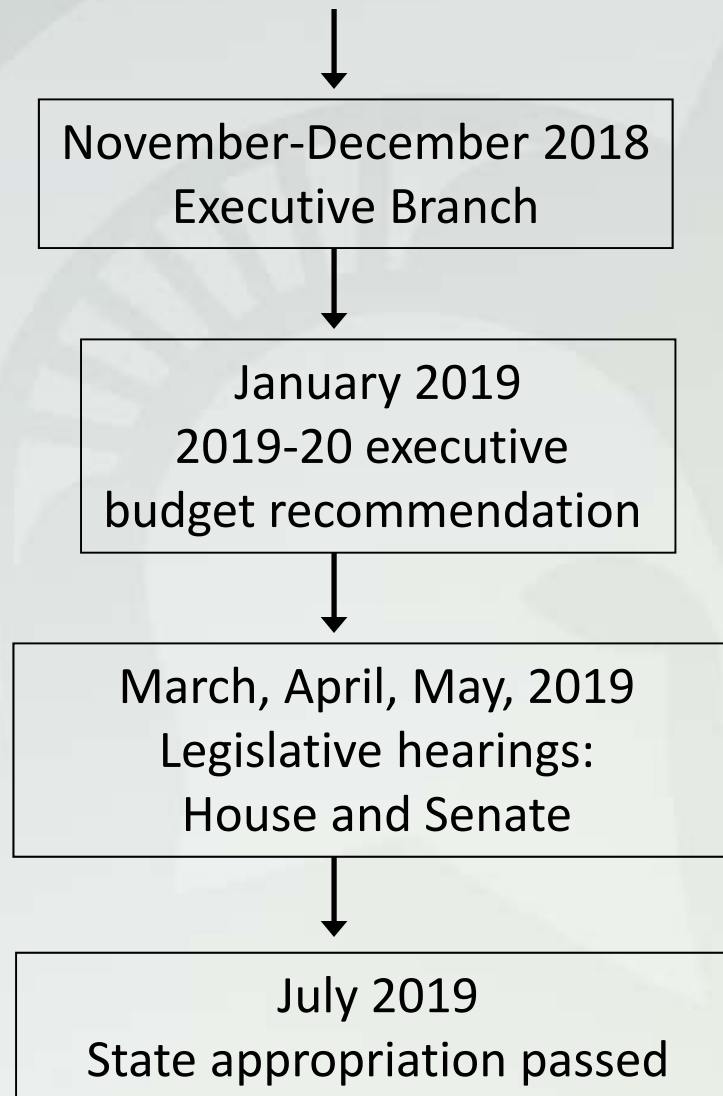 November-December 2018
Executive Branch
January 2019
2019-20 executive
budget recommendation
March, April, May, 2019
Legislative hearings:
House and Senate
July 2019
State appropriation passed